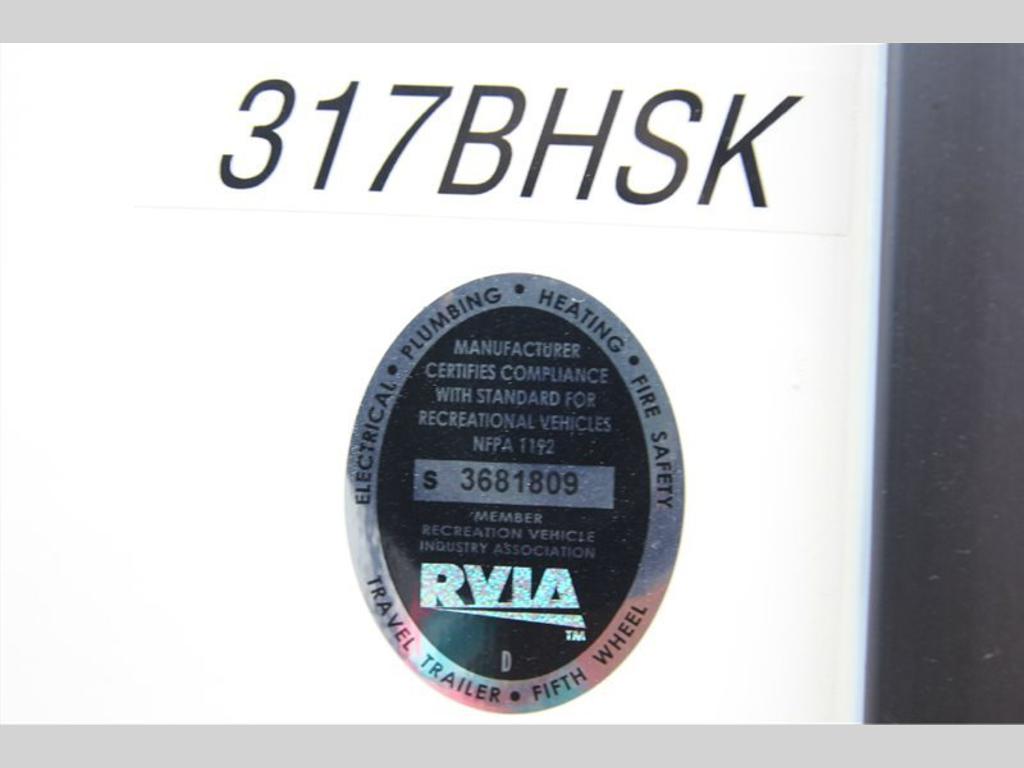 317BHSK
ELECTRICAL • PLUMBING • HEATING • FIRE SAFETY
MANUFACTURER
CERTIFIES COMPLIANCE
WITH STANDARD FOR
RECREATIONAL VEHICLES
NFPA 1192
S 3681809
MEMBER
RECREATION VEHICLE
INDUSTRY ASSOCIATION
RVIA
TM
D
TRAVEL TRAILER • FIFTH WHEEL